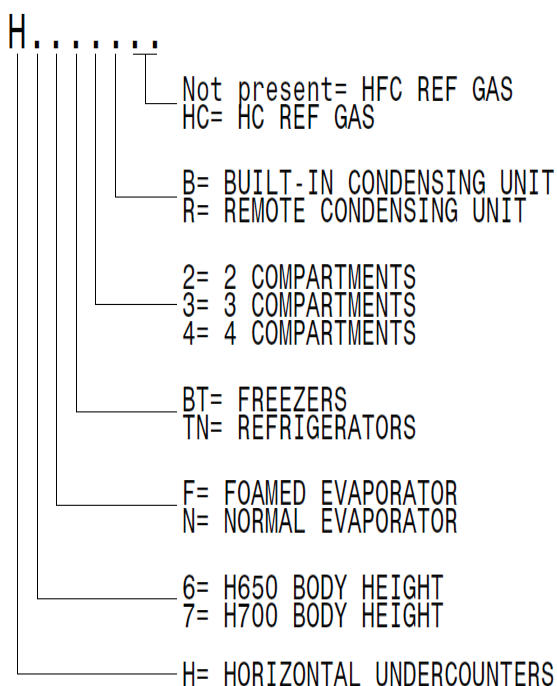 H.......
Not present= HFC REF GAS
HC= HC REF GAS
B= BUILT-IN CONDENSING UNIT
R= REMOTE CONDENSING UNIT
2= 2 COMPARTMENTS
3= 3 COMPARTMENTS
4= 4 COMPARTMENTS
BT= FREEZERS
TN= REFRIGERATORS
F= FOAMED EVAPORATOR
N= NORMAL EVAPORATOR
6= H650 BODY HEIGHT
7= H700 BODY HEIGHT
H= HORIZONTAL UNDERCOUNTERS